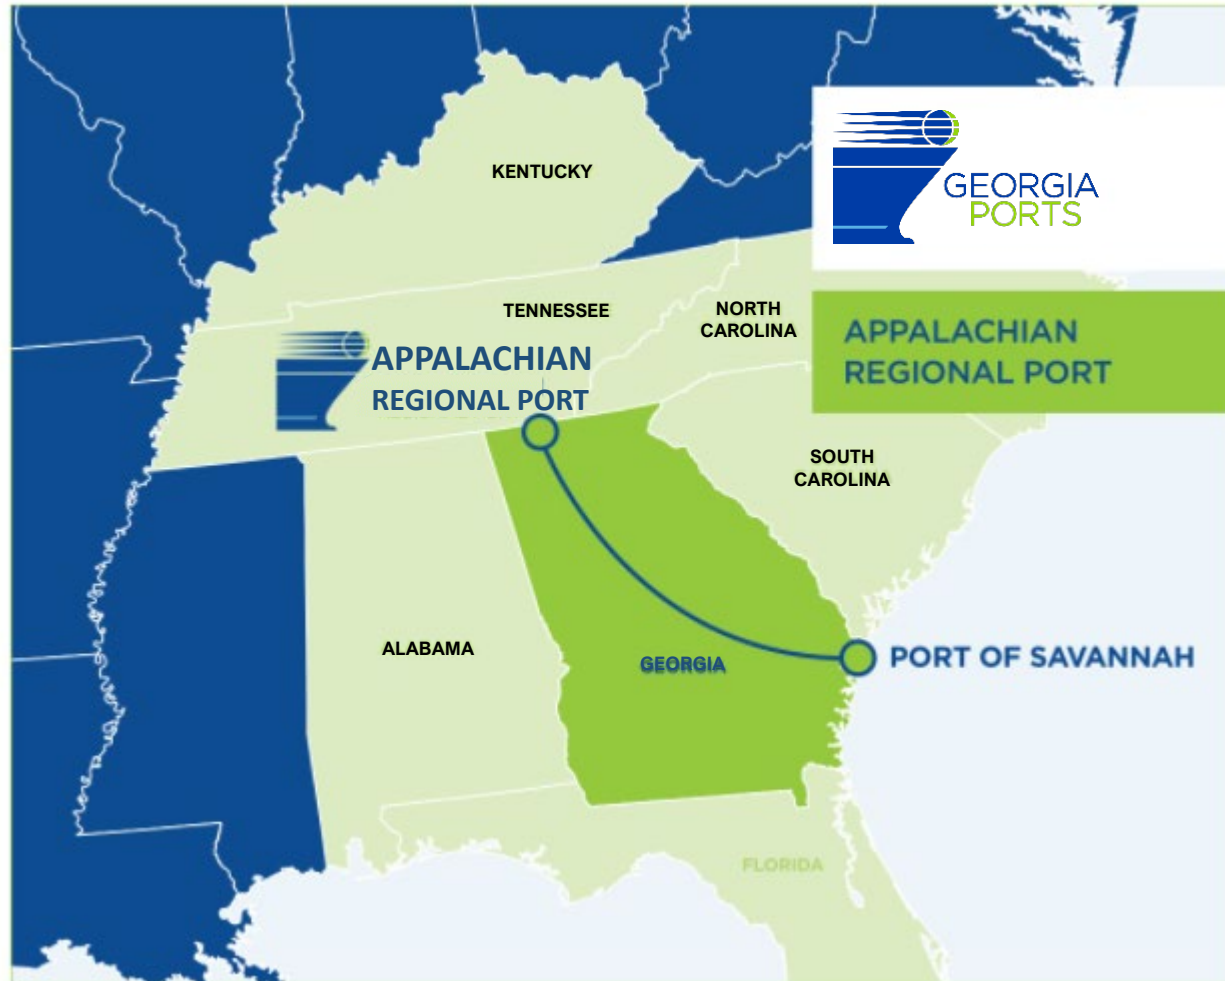 KENTUCKY
GEORGIA
PORTS
TENNESSEE
NORTH
CAROLINA
APPALACHIAN
REGIONAL PORT
APPALACHIAN
REGIONAL PORT
SOUTH
CAROLINA
ALABAMA
GEORGIA
PORT OF SAVANNAH
FLORIDA